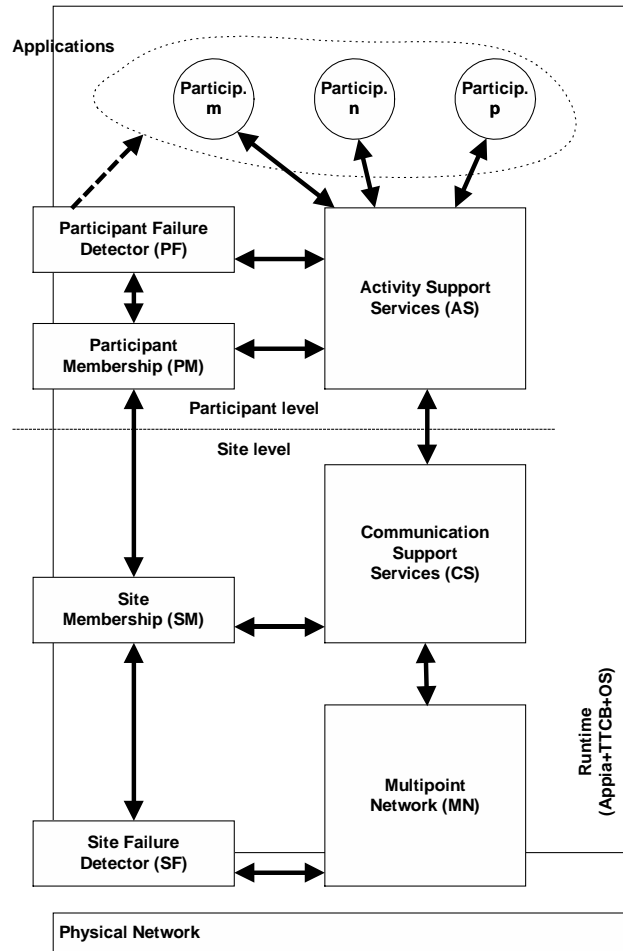 Applications
Particip.
m
Particip.
n
Particip.
p
Participant Failure
Detector (PF)
Activity Support
Services (AS)
Participant
Membership (PM)
Participant level
Site level
Communication
Support
Services (CS)
Site
Membership (SM)
Runtime
(Appia+TTCB+OS)
Multipoint
Network (MN)
Site Failure
Detector (SF)
Physical Network